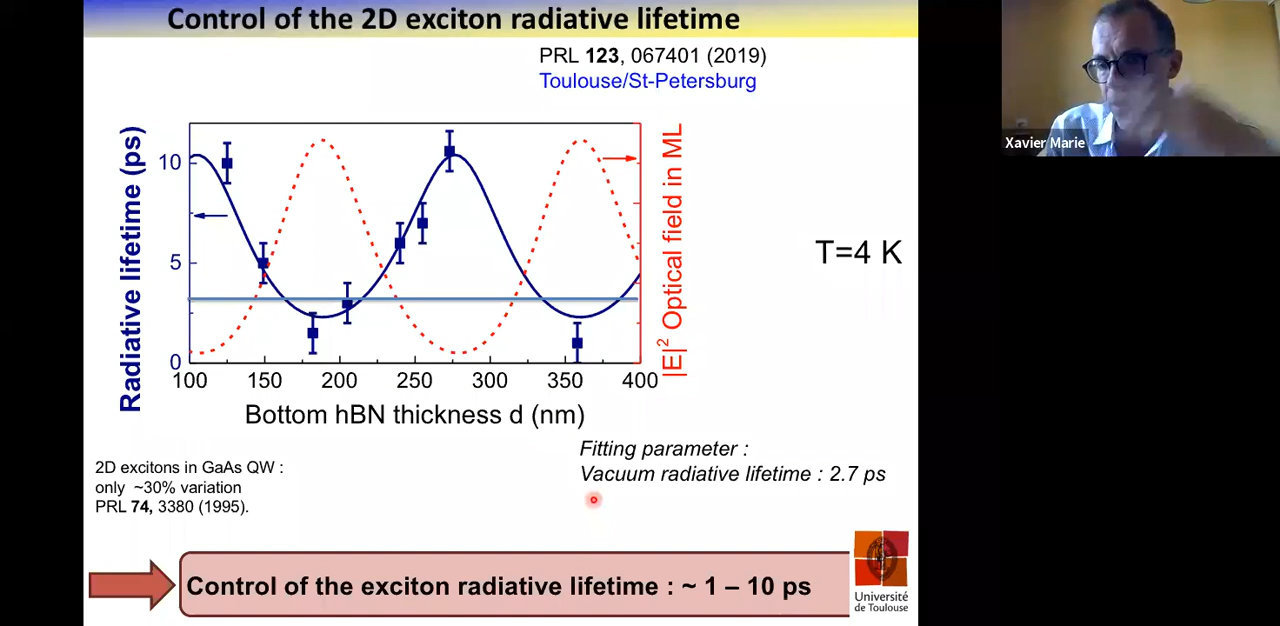 Control of the 2D exciton radiative lifetime
PRL 123, 067401 (2019)
Toulouse/St-Petersburg
Xavier Marie
Radiative lifetime (ps)
10
5
0
100 150 200 250 300 350 400
Bottom hBN thickness d (nm)
|E|² Optical field in ML
T=4 K
Fitting parameter :
Vacuum radiative lifetime : 2.7 ps
2D excitons in GaAs QW :
only ~30% variation
PRL 74, 3380 (1995).
Control of the exciton radiative lifetime : ~ 1 – 10 ps
Université
de Toulouse